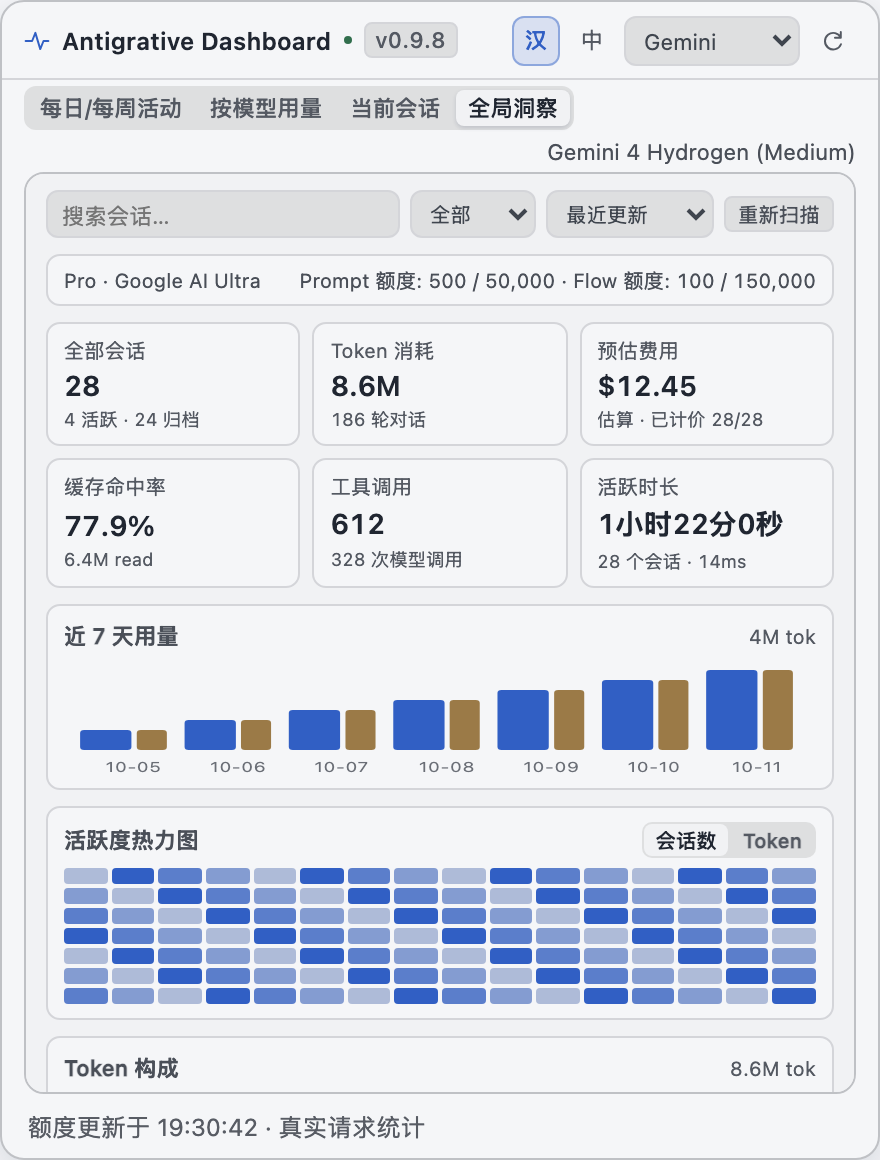 Antigrative Dashboard v0.9.8 汉 中 Gemini
每日/每周活动 按模型用量 当前会话 全局洞察
Gemini 4 Hydrogen (Medium)
搜索会话... 全部 最近更新 重新扫描
Pro · Google AI Ultra Prompt 额度: 500 / 50,000 · Flow 额度: 100 / 150,000
全部会话
28
4 活跃 · 24 归档
Token 消耗
8.6M
186 轮对话
预估费用
$12.45
估算 · 已计价 28/28
缓存命中率
77.9%
6.4M read
工具调用
612
328 次模型调用
活跃时长
1小时22分0秒
28 个会话 · 14ms
近 7 天用量 4M tok
10-05 10-06 10-07 10-08 10-09 10-10 10-11
活跃度热力图 会话数 Token
Token 构成 8.6M tok
额度更新于 19:30:42 · 真实请求统计